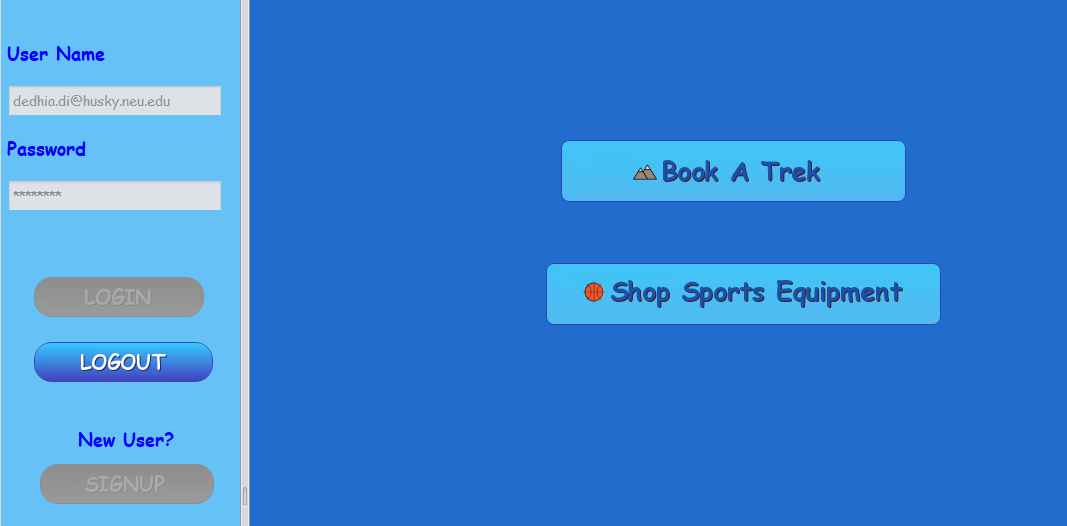 User Name
dedhia.di@husky.neu.edu
Password
********
LOGIN
LOGOUT
New User?
SIGNUP
Book A Trek
Shop Sports Equipment